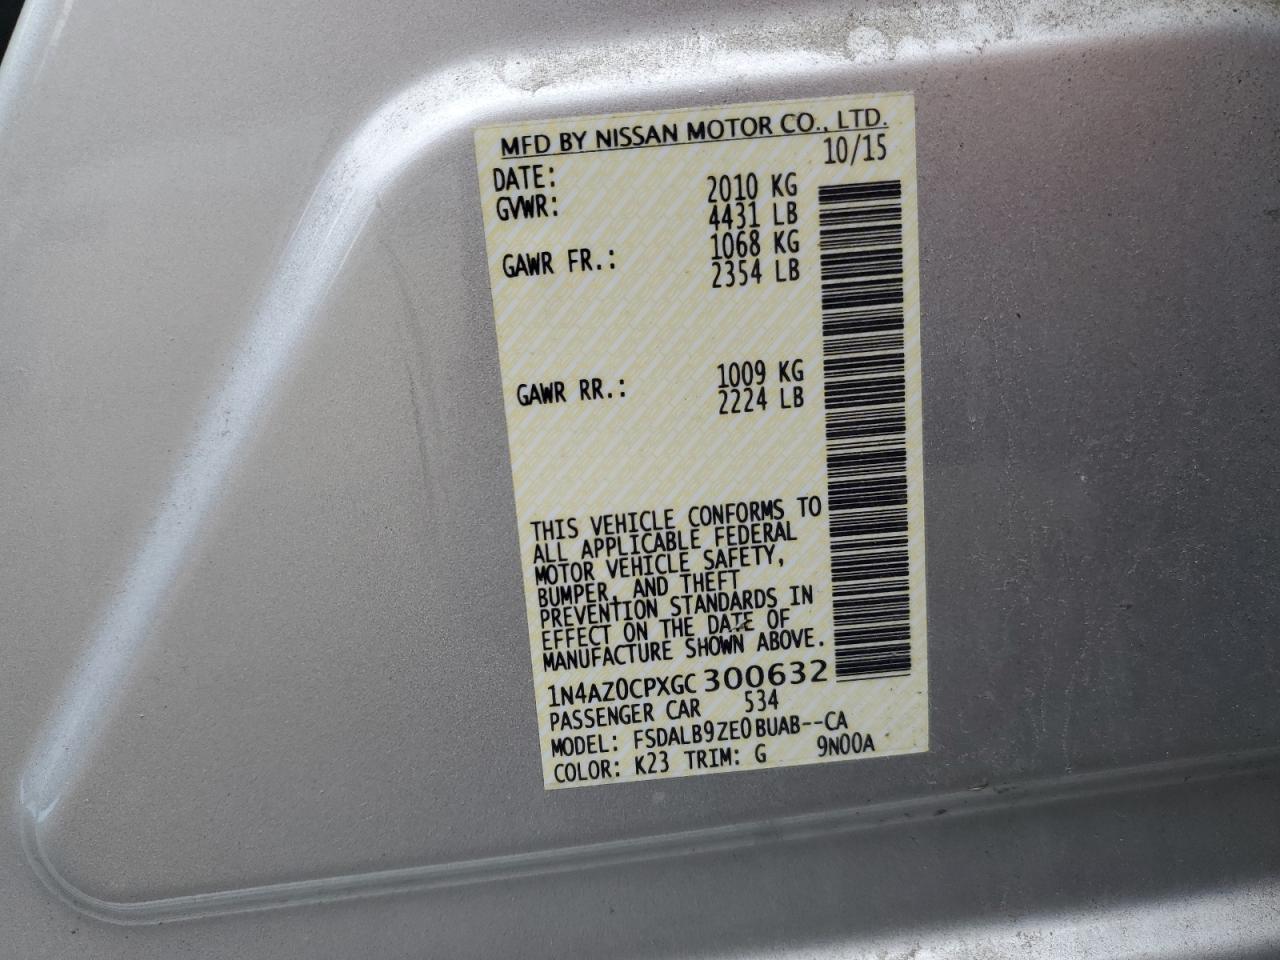 MFD BY NISSAN MOTOR CO., LTD.
DATE: 10/15
GVWR: 2010 KG
4431 LB
GAWR FR.: 1068 KG
2354 LB
GAWR RR.: 1009 KG
2224 LB
THIS VEHICLE CONFORMS TO
ALL APPLICABLE FEDERAL
MOTOR VEHICLE SAFETY,
BUMPER, AND THEFT
PREVENTION STANDARDS IN
EFFECT ON THE DATE OF
MANUFACTURE SHOWN ABOVE.
1N4AZ0CPXGC300632
PASSENGER CAR 534
MODEL: FSDALB9ZE0BUAB--CA
COLOR: K23 TRIM: G 9N00A